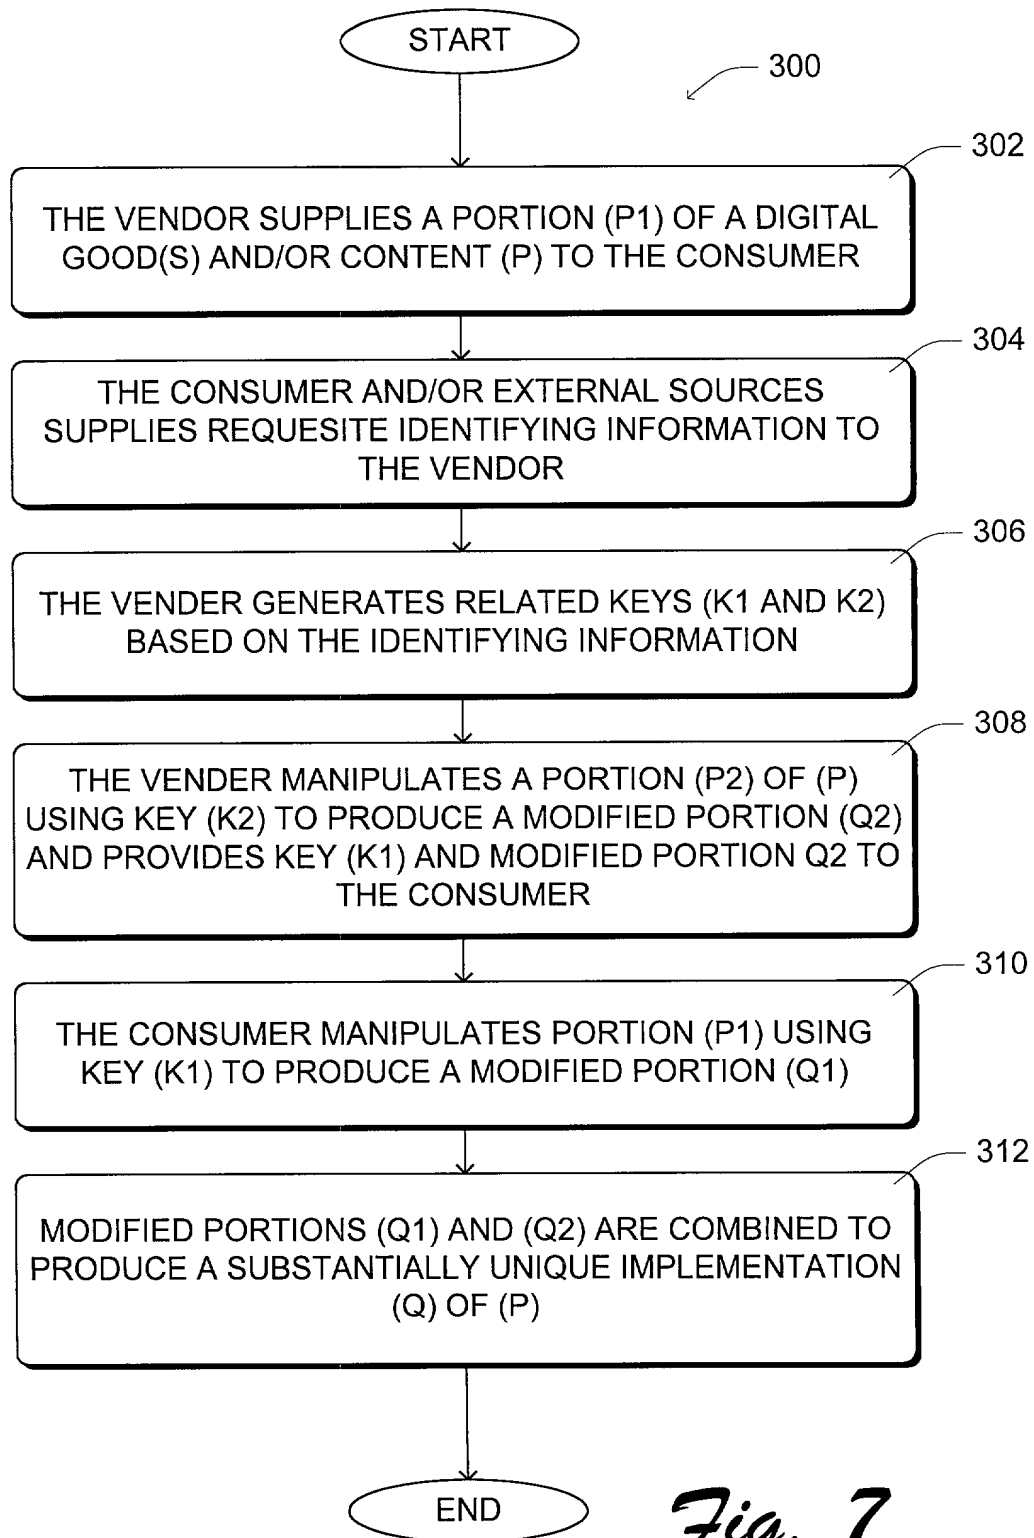 START
300
302
THE VENDOR SUPPLIES A PORTION (P1) OF A DIGITAL
GOOD(S) AND/OR CONTENT (P) TO THE CONSUMER
304
THE CONSUMER AND/OR EXTERNAL SOURCES
SUPPLIES REQUESITE IDENTIFYING INFORMATION TO
THE VENDOR
306
THE VENDER GENERATES RELATED KEYS (K1 AND K2)
BASED ON THE IDENTIFYING INFORMATION
308
THE VENDER MANIPULATES A PORTION (P2) OF (P)
USING KEY (K2) TO PRODUCE A MODIFIED PORTION (Q2)
AND PROVIDES KEY (K1) AND MODIFIED PORTION Q2 TO
THE CONSUMER
310
THE CONSUMER MANIPULATES PORTION (P1) USING
KEY (K1) TO PRODUCE A MODIFIED PORTION (Q1)
312
MODIFIED PORTIONS (Q1) AND (Q2) ARE COMBINED TO
PRODUCE A SUBSTANTIALLY UNIQUE IMPLEMENTATION
(Q) OF (P)
END
Fig. 7